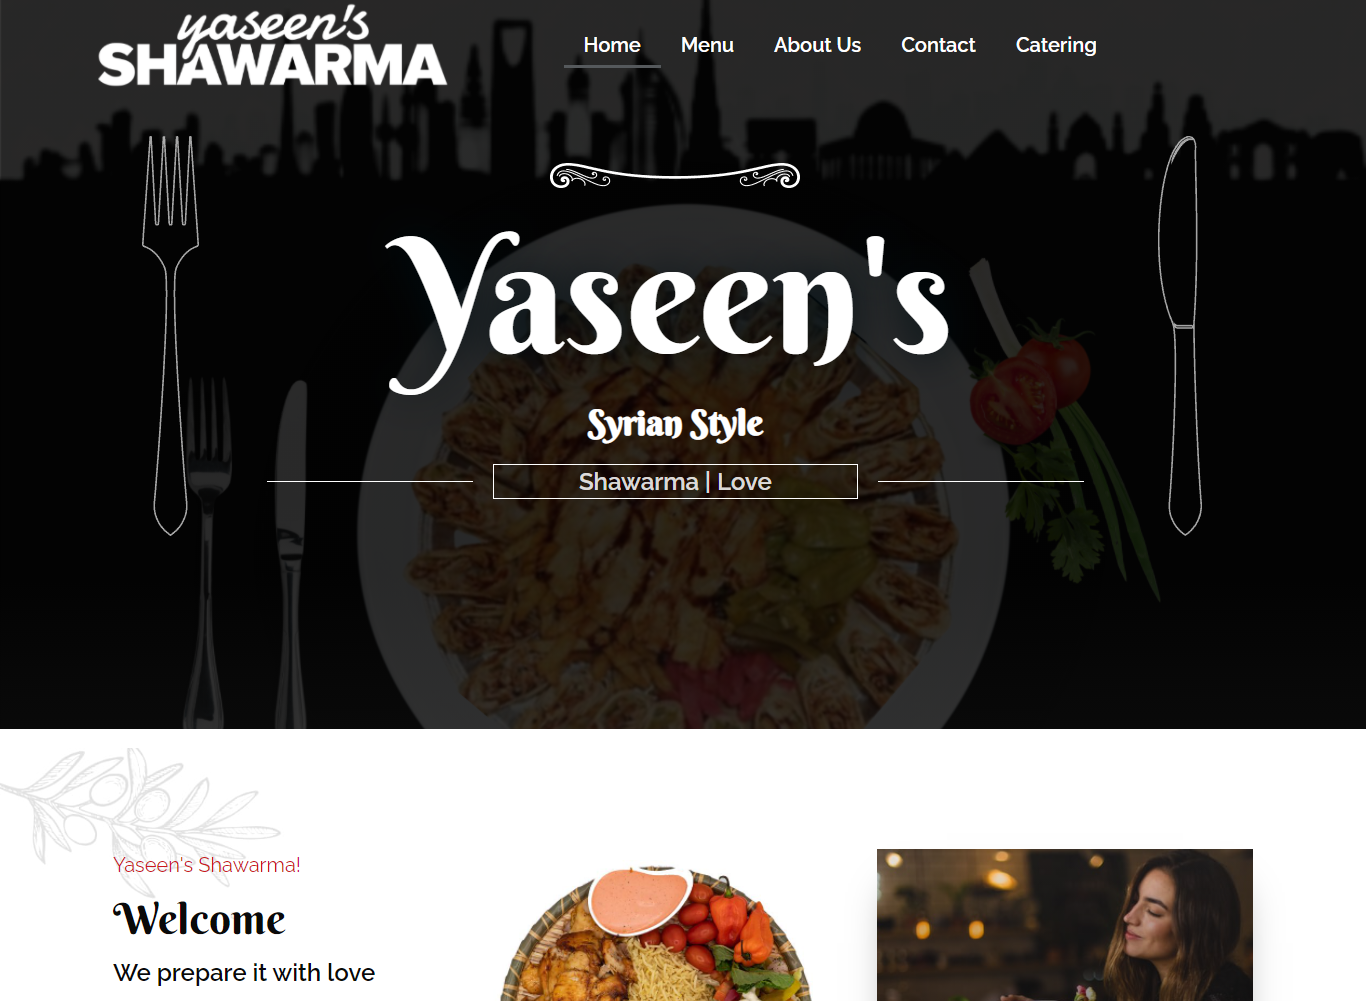 yaseen's
SHAWARMA
Home Menu About Us Contact Catering
Yaseen's
Syrian Style
Shawarma | Love
Yaseen's Shawarma!
Welcome
We prepare it with love